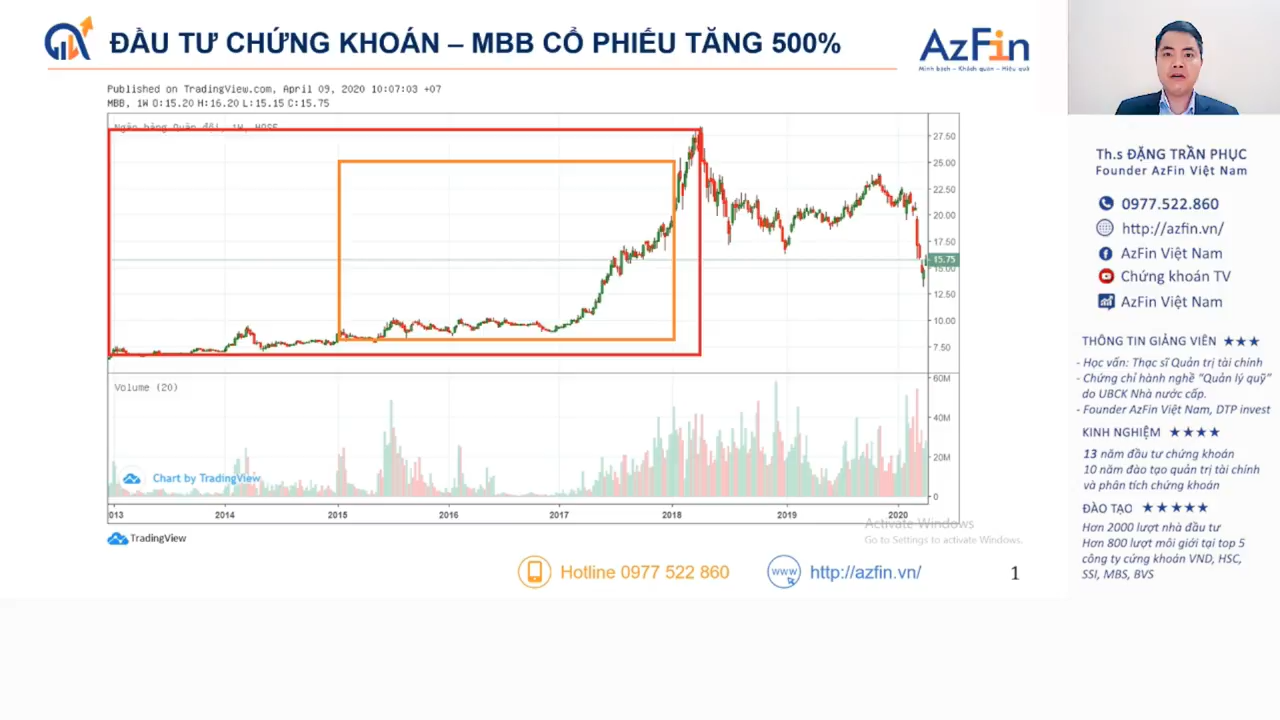 ĐẦU TƯ CHỨNG KHOÁN – MBB CỔ PHIẾU TĂNG 500%
AzFin
Minh bạch – Khách quan – Hiệu quả
Published on TradingView.com, April 09, 2020 10:07:03 +07
MBB, 1W O:15.20 H:16.20 L:15.15 C:15.75
Ngân hàng Quân đội, 1W, HOSE
27.50
25.00
22.50
20.00
17.50
15.75
15.00
12.50
10.00
7.50
Volume (20)
60M
40M
20M
0
Chart by TradingView
013 2014 2015 2016 2017 2018 2019 2020
TradingView
Activate Windows
Go to Settings to activate Windows.
Hotline 0977 522 860
www
http://azfin.vn/
1
Th.s ĐẶNG TRẦN PHỤC
Founder AzFin Việt Nam
0977.522.860
http://azfin.vn/
AzFin Việt Nam
Chứng khoán TV
AzFin Việt Nam
THÔNG TIN GIẢNG VIÊN ★★★
- Học vấn: Thạc sĩ Quản trị tài chính
- Chứng chỉ hành nghề "Quản lý quỹ"
do UBCK Nhà nước cấp.
- Founder AzFin Việt Nam, DTP invest
KINH NGHIỆM ★★★★
13 năm đầu tư chứng khoán
10 năm đào tạo quản trị tài chính
và phân tích chứng khoán
ĐÀO TẠO ★★★★★
Hơn 2000 lượt nhà đầu tư
Hơn 800 lượt môi giới tại top 5
công ty cứng khoán VND, HSC,
SSI, MBS, BVS